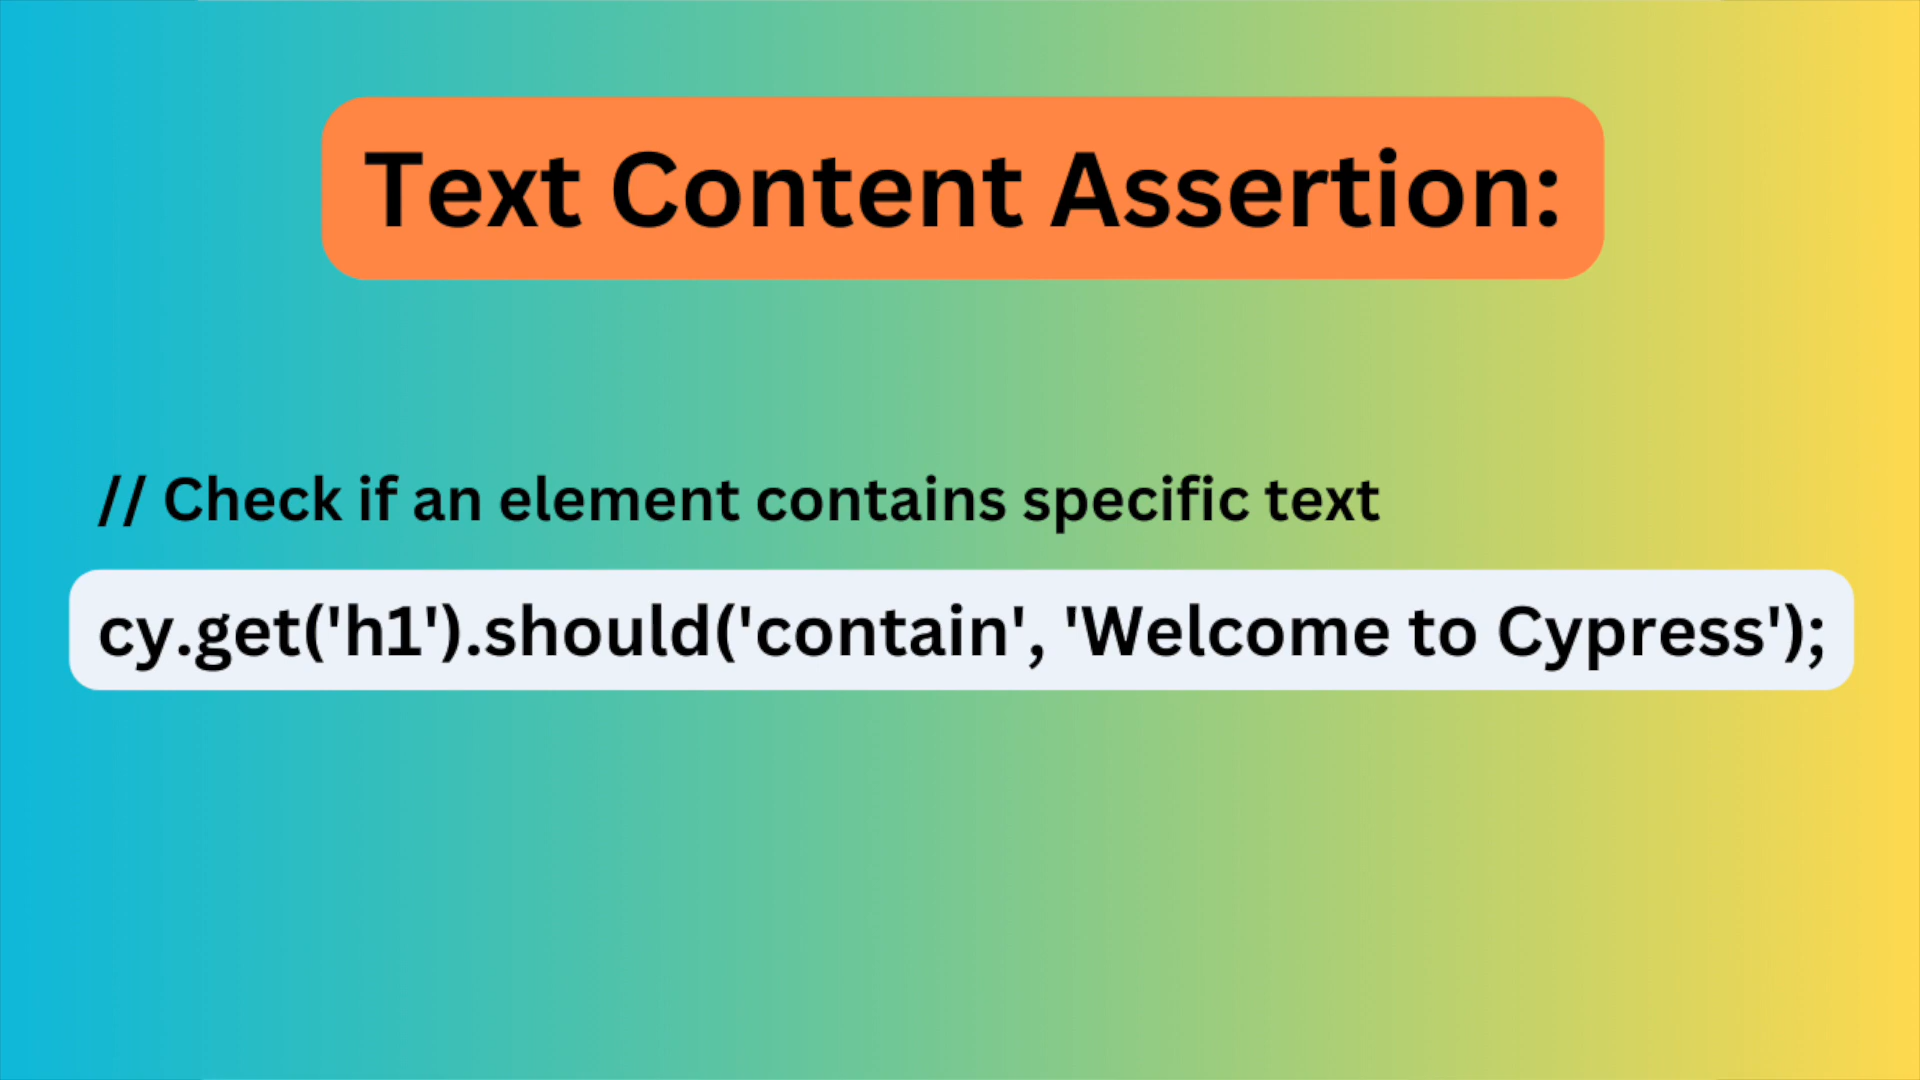 Text Content Assertion:
// Check if an element contains specific text
cy.get('h1').should('contain', 'Welcome to Cypress');